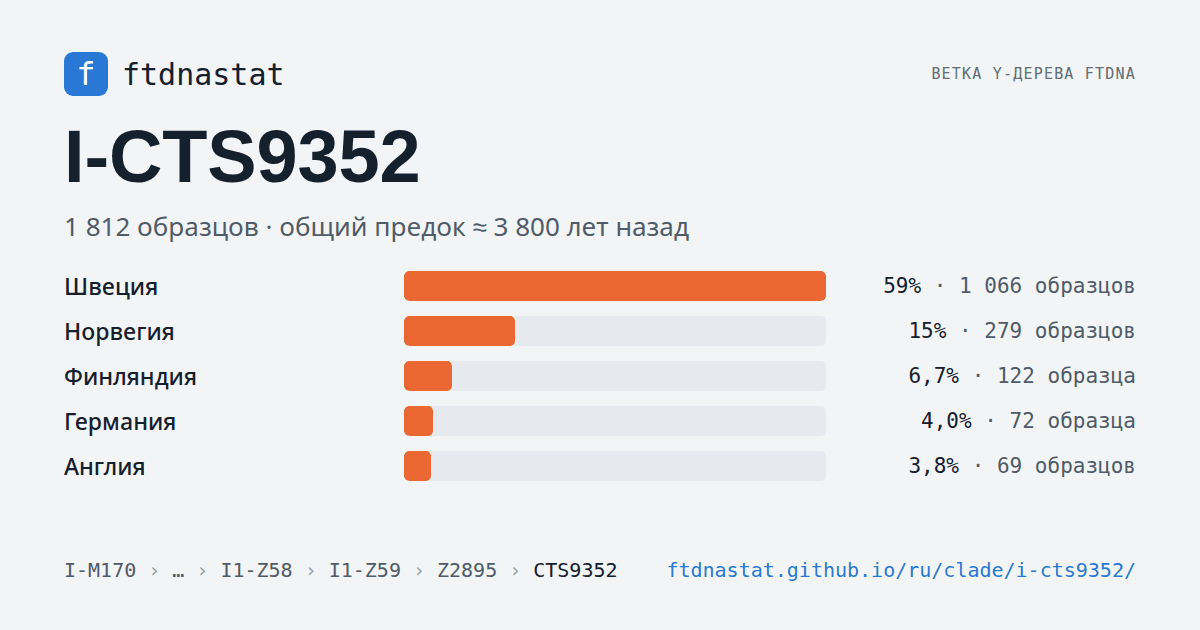 f ftdnastat
ВЕТКА Y-ДЕРЕВА FTDNA
I-CTS9352
1 812 образцов · общий предок ≈ 3 800 лет назад
Швеция 59% · 1 066 образцов
Норвегия 15% · 279 образцов
Финляндия 6,7% · 122 образца
Германия 4,0% · 72 образца
Англия 3,8% · 69 образцов
I-M170 › … › I1-Z58 › I1-Z59 › Z2895 › CTS9352
ftdnastat.github.io/ru/clade/i-cts9352/